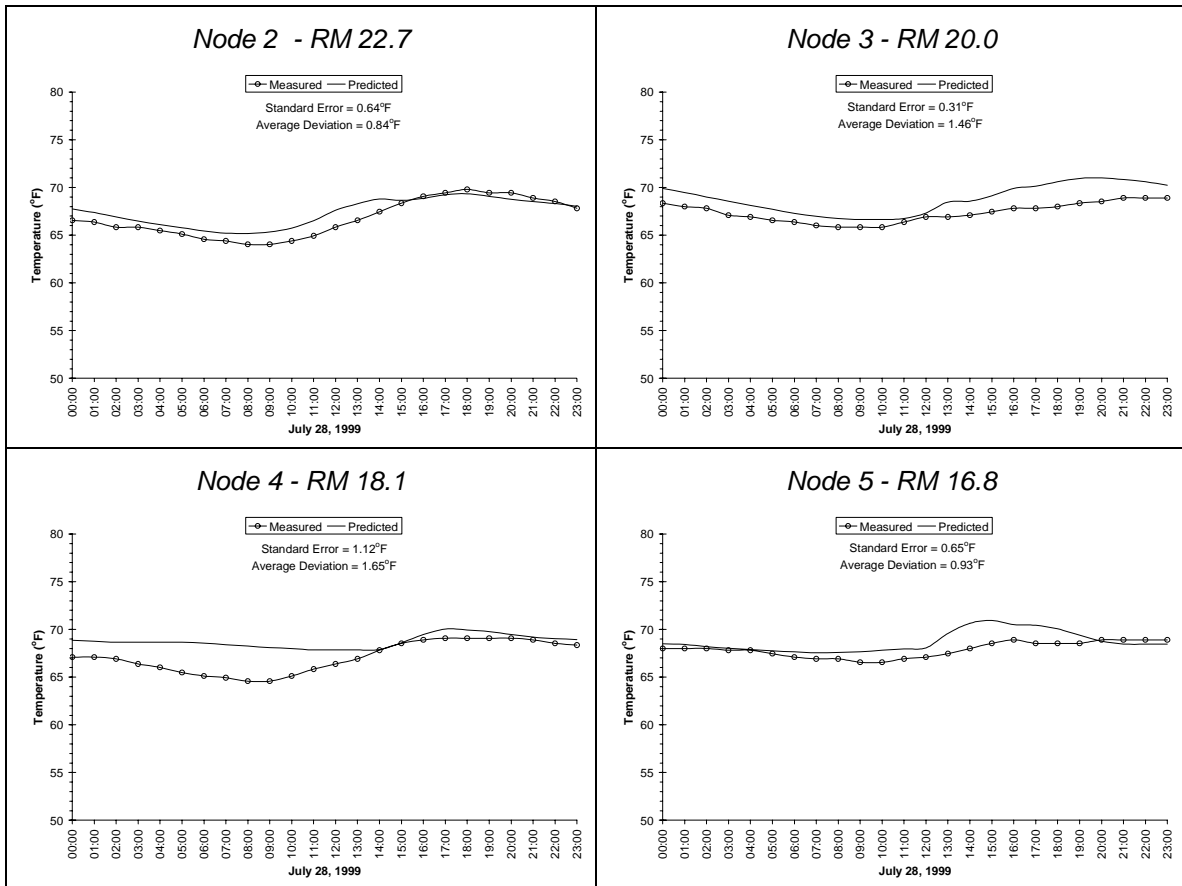 Node 2 - RM 22.7
Measured Predicted
Standard Error = 0.64°F
Average Deviation = 0.84°F
Temperature (°F)
80
75
70
65
60
55
50
00:00 01:00 02:00 03:00 04:00 05:00 06:00 07:00 08:00 09:00 10:00 11:00 12:00 13:00 14:00 15:00 16:00 17:00 18:00 19:00 20:00 21:00 22:00 23:00
July 28, 1999
Node 3 - RM 20.0
Measured Predicted
Standard Error = 0.31°F
Average Deviation = 1.46°F
Temperature (°F)
80
75
70
65
60
55
50
00:00 01:00 02:00 03:00 04:00 05:00 06:00 07:00 08:00 09:00 10:00 11:00 12:00 13:00 14:00 15:00 16:00 17:00 18:00 19:00 20:00 21:00 22:00 23:00
July 28, 1999
Node 4 - RM 18.1
Measured Predicted
Standard Error = 1.12°F
Average Deviation = 1.65°F
Temperature (°F)
80
75
70
65
60
55
50
00:00 01:00 02:00 03:00 04:00 05:00 06:00 07:00 08:00 09:00 10:00 11:00 12:00 13:00 14:00 15:00 16:00 17:00 18:00 19:00 20:00 21:00 22:00 23:00
July 28, 1999
Node 5 - RM 16.8
Measured Predicted
Standard Error = 0.65°F
Average Deviation = 0.93°F
Temperature (°F)
80
75
70
65
60
55
50
00:00 01:00 02:00 03:00 04:00 05:00 06:00 07:00 08:00 09:00 10:00 11:00 12:00 13:00 14:00 15:00 16:00 17:00 18:00 19:00 20:00 21:00 22:00 23:00
July 28, 1999